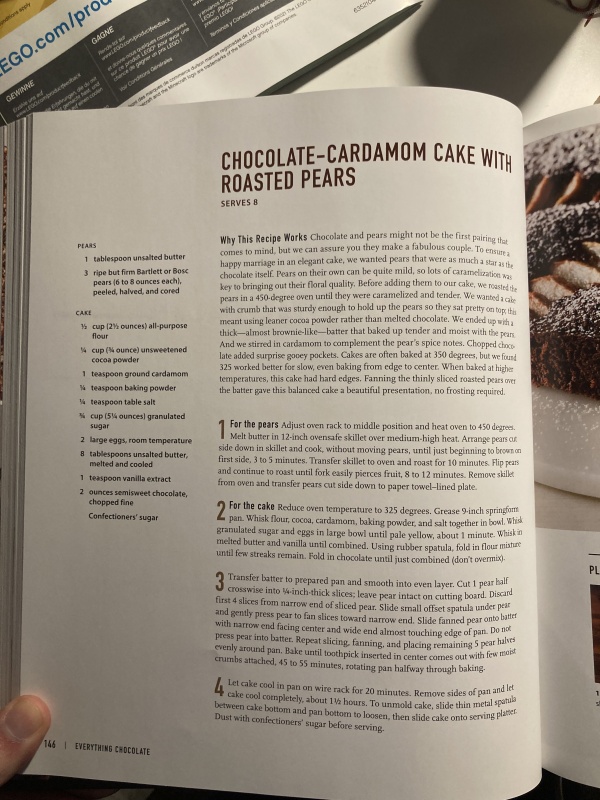 LEGO.com/prod
GAGNE
GEWINNE
CHOCOLATE-CARDAMOM CAKE WITH
ROASTED PEARS
SERVES 8
PEARS
1 tablespoon unsalted butter
3 ripe but firm Bartlett or Bosc
pears (6 to 8 ounces each),
peeled, halved, and cored
CAKE
½ cup (2½ ounces) all-purpose
flour
¼ cup (¾ ounce) unsweetened
cocoa powder
1 teaspoon ground cardamom
¼ teaspoon baking powder
¼ teaspoon table salt
¾ cup (5¼ ounces) granulated
sugar
2 large eggs, room temperature
8 tablespoons unsalted butter,
melted and cooled
1 teaspoon vanilla extract
2 ounces semisweet chocolate,
chopped fine
Confectioners' sugar
Why This Recipe Works Chocolate and pears might not be the first pairing that
comes to mind, but we can assure you they make a fabulous couple. To ensure a
happy marriage in an elegant cake, we wanted pears that were as much a star as the
chocolate itself. Pears on their own can be quite mild, so lots of caramelization was
key to bringing out their floral quality. Before adding them to our cake, we roasted the
pears in a 450-degree oven until they were caramelized and tender. We wanted a cake
with crumb that was sturdy enough to hold up the pears so they sat pretty on top; this
meant using leaner cocoa powder rather than melted chocolate. We ended up with a
thick—almost brownie-like—batter that baked up tender and moist with the pears.
And we stirred in cardamom to complement the pear's spice notes. Chopped choco-
late added surprise gooey pockets. Cakes are often baked at 350 degrees, but we found
325 worked better for slow, even baking from edge to center. When baked at higher
temperatures, this cake had hard edges. Fanning the thinly sliced roasted pears over
the batter gave this balanced cake a beautiful presentation, no frosting required.
1 For the pears Adjust oven rack to middle position and heat oven to 450 degrees.
Melt butter in 12-inch ovensafe skillet over medium-high heat. Arrange pears cut
side down in skillet and cook, without moving pears, until just beginning to brown on
first side, 3 to 5 minutes. Transfer skillet to oven and roast for 10 minutes. Flip pears
and continue to roast until fork easily pierces fruit, 8 to 12 minutes. Remove skillet
from oven and transfer pears cut side down to paper towel–lined plate.
2 For the cake Reduce oven temperature to 325 degrees. Grease 9-inch springform
pan. Whisk flour, cocoa, cardamom, baking powder, and salt together in bowl. Whisk
granulated sugar and eggs in large bowl until pale yellow, about 1 minute. Whisk in
melted butter and vanilla until combined. Using rubber spatula, fold in flour mixture
until few streaks remain. Fold in chocolate until just combined (don't overmix).
3 Transfer batter to prepared pan and smooth into even layer. Cut 1 pear half
crosswise into ¼-inch-thick slices; leave pear intact on cutting board. Discard
first 4 slices from narrow end of sliced pear. Slide small offset spatula under pear
and gently press pear to fan slices toward narrow end. Slide fanned pear onto batter
with narrow end facing center and wide end almost touching edge of pan. Do not
press pear into batter. Repeat slicing, fanning, and placing remaining 5 pear halves
evenly around pan. Bake until toothpick inserted in center comes out with few moist
crumbs attached, 45 to 55 minutes, rotating pan halfway through baking.
4 Let cake cool in pan on wire rack for 20 minutes. Remove sides of pan and let
cake cool completely, about 1½ hours. To unmold cake, slide thin metal spatula
between cake bottom and pan bottom to loosen, then slide cake onto serving platter.
Dust with confectioners' sugar before serving.
146 | EVERYTHING CHOCOLATE
PL